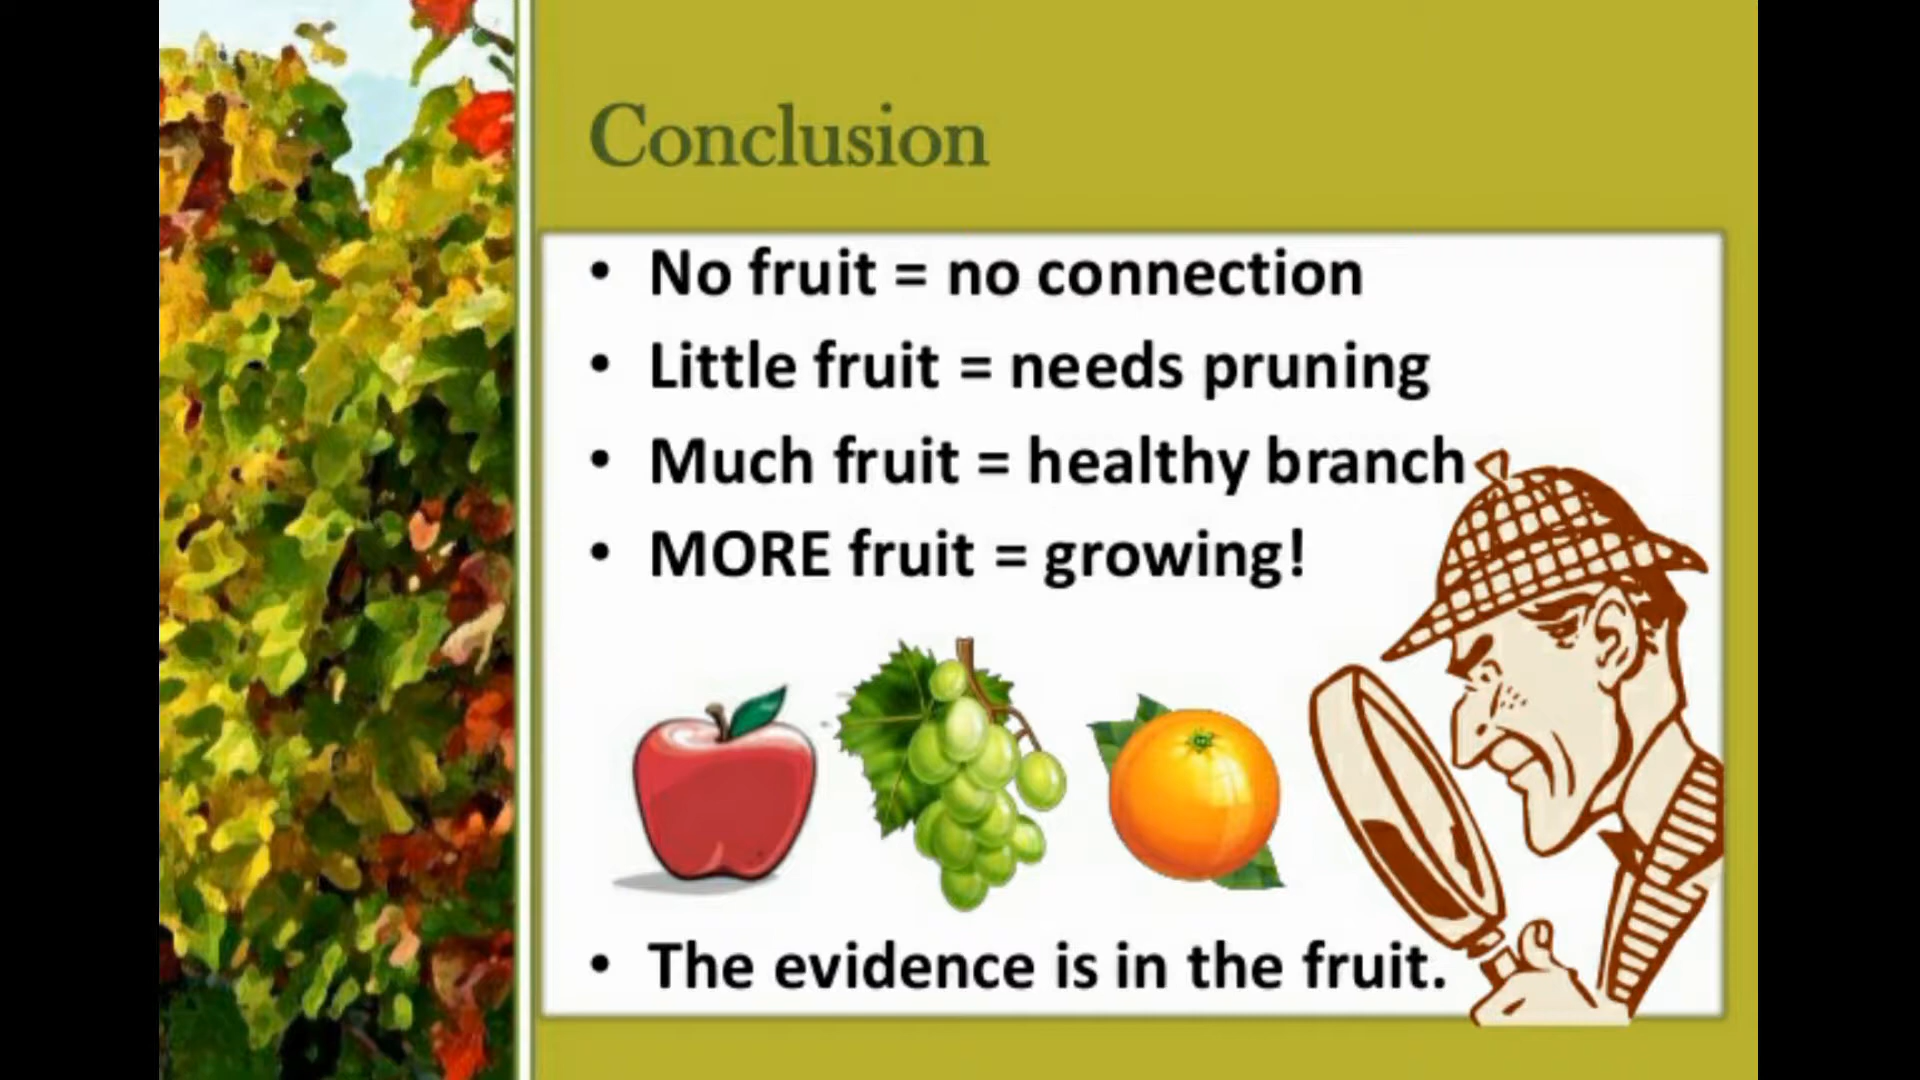 Conclusion
• No fruit = no connection
• Little fruit = needs pruning
• Much fruit = healthy branch
• MORE fruit = growing!
• The evidence is in the fruit.